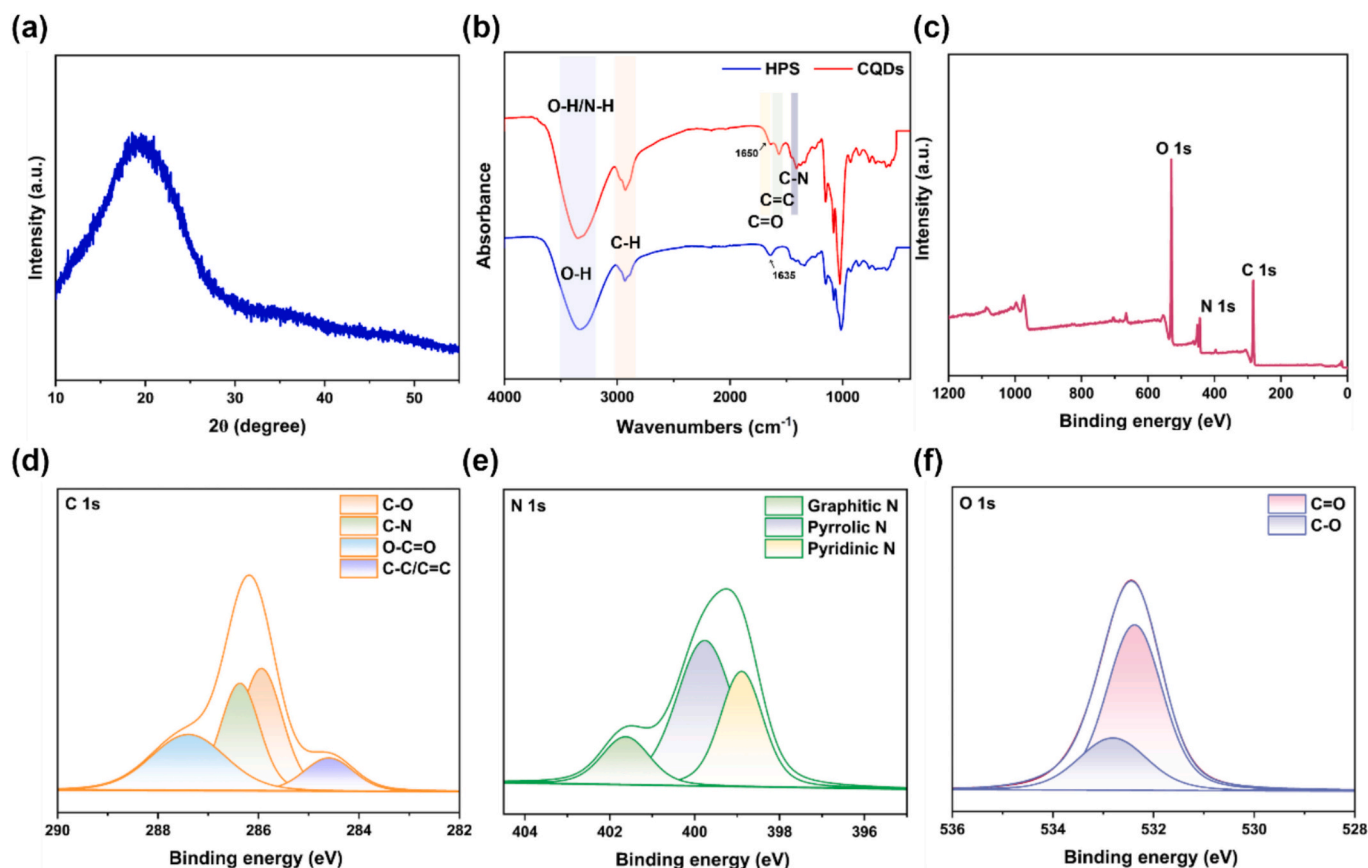 (a)
Intensity (a.u.)
10 20 30 40 50
2θ (degree)
(b)
HPS CQDs
O-H/N-H
1650
C-N
C=C
C=O
C-H
O-H
1635
Absorbance
4000 3000 2000 1000
Wavenumbers (cm⁻¹)
(c)
O 1s
C 1s
N 1s
Intensity (a.u.)
1200 1000 800 600 400 200 0
Binding energy (eV)
(d)
C 1s
C-O
C-N
O-C=O
C-C/C=C
290 288 286 284 282
Binding energy (eV)
(e)
N 1s
Graphitic N
Pyrrolic N
Pyridinic N
404 402 400 398 396
Binding energy (eV)
(f)
O 1s
C=O
C-O
536 534 532 530 528
Binding energy (eV)